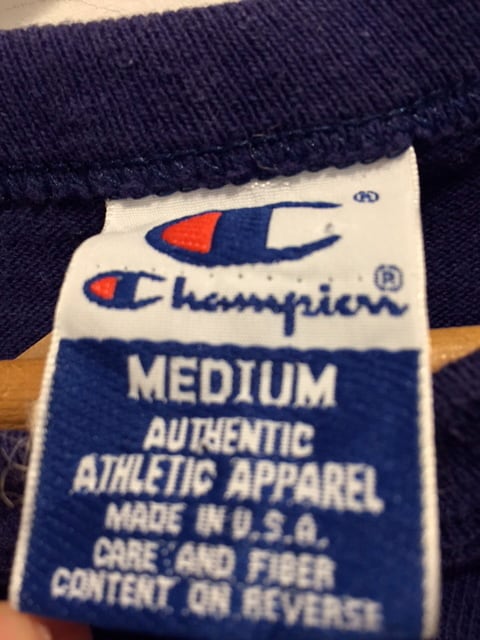 ®
Champion®
MEDIUM
AUTHENTIC
ATHLETIC APPAREL
MADE IN U.S.A.
CARE AND FIBER
CONTENT ON REVERSE